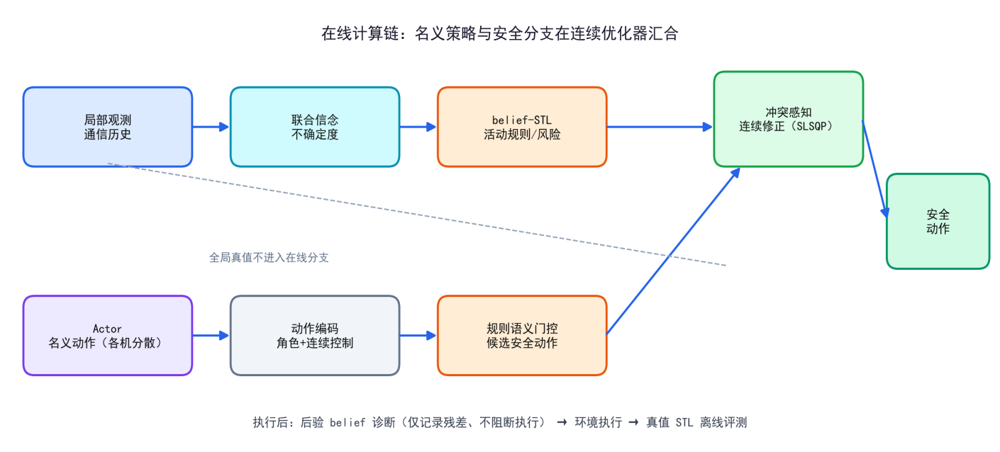 在线计算链：名义策略与安全分支在连续优化器汇合
局部观测
通信历史
联合信念
不确定度
belief-STL
活动规则/风险
冲突感知
连续修正（SLSQP）
安全
动作
全局真值不进入在线分支
Actor
名义动作（各机分散）
动作编码
角色+连续控制
规则语义门控
候选安全动作
执行后：后验 belief 诊断（仅记录残差、不阻断执行） → 环境执行 → 真值 STL 离线评测